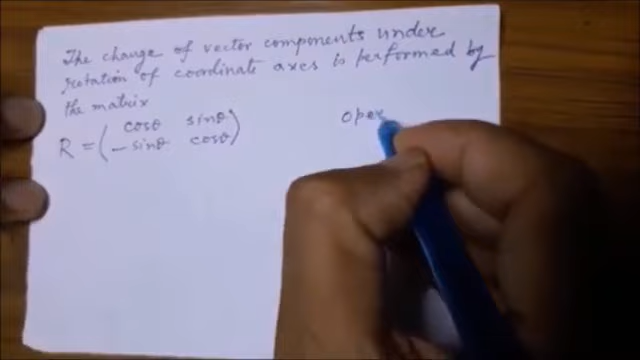 The change of vector components under
rotation of coordinate axes is performed by
the matrix
R = ( cosθ sinθ
-sinθ cosθ )
oper